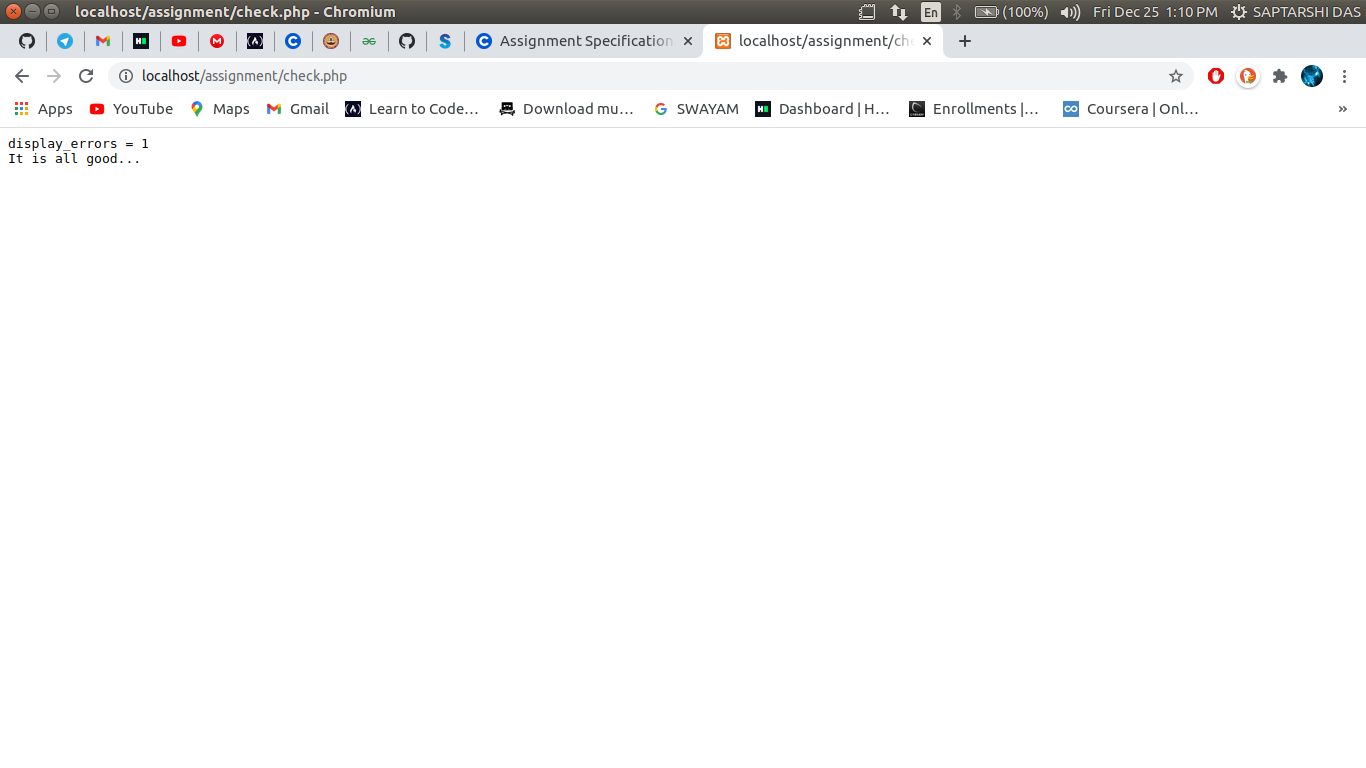 localhost/assignment/check.php - Chromium
En (100%) Fri Dec 25 1:10 PM SAPTARSHI DAS
Assignment Specification localhost/assignment/che
localhost/assignment/check.php
Apps YouTube Maps Gmail Learn to Code… Download mu… SWAYAM Dashboard | H… Enrollments |… Coursera | Onl… »
display_errors = 1
It is all good...